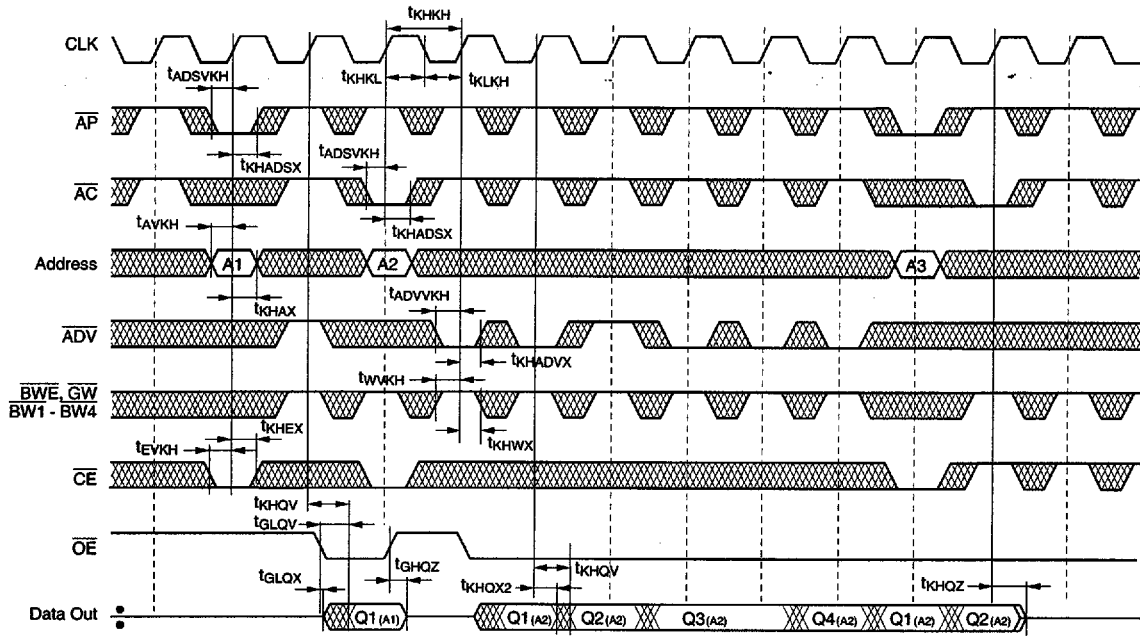 tKHKH
CLK
tADSVKH
tKHKL
tKLKH
AP
tADSVKH
tKHADSX
AC
tAVKH
tKHADSX
Address
A1
A2
A3
tADVVKH
tKHAX
ADV
tKHADVX
tWVKH
BWE, GW
BW1 - BW4
tKHEX
tEVKH
tKHWX
CE
tKHQV
tGLQV
OE
tGLQX
tGHQZ
tKHQV
tKHQX2
tKHQZ
Data Out
Q1(A1)
Q1(A2)
Q2(A2)
Q3(A2)
Q4(A2)
Q1(A2)
Q2(A2)